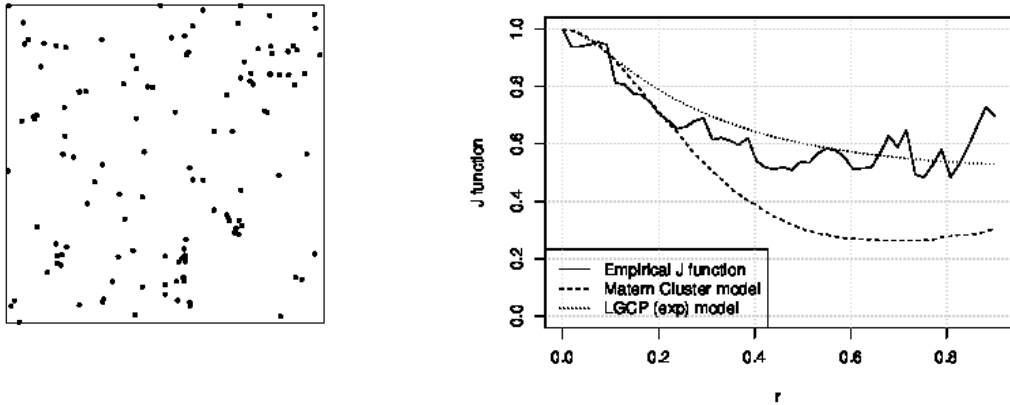 J function
1.0
0.8
0.6
0.4
0.2
0.0
Empirical J function
Matern Cluster model
LGCP (exp) model
0.0 0.2 0.4 0.6 0.8
r